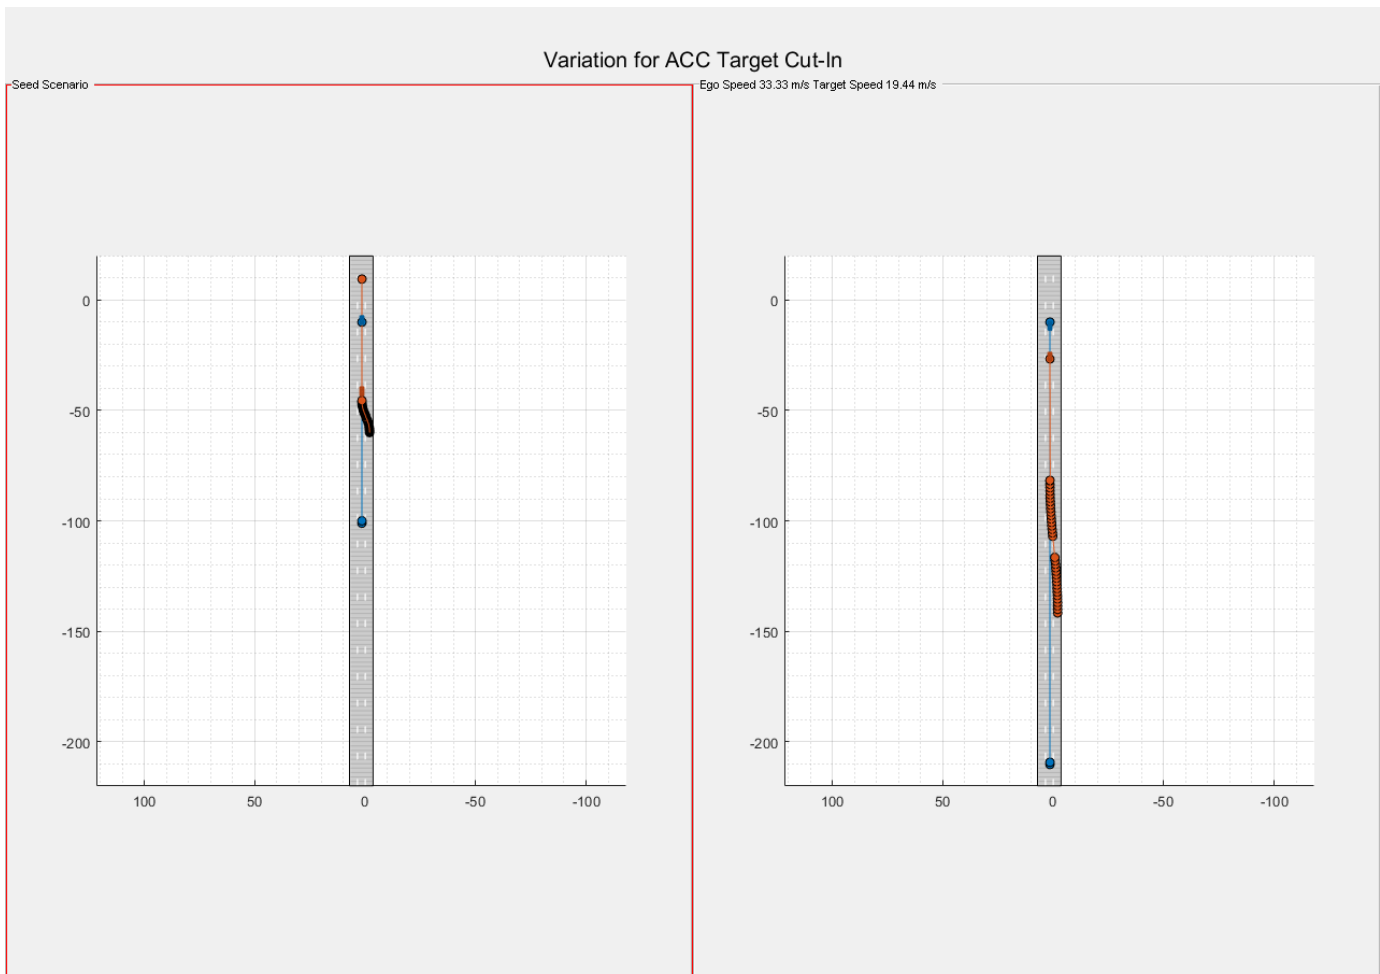 Variation for ACC Target Cut-In
Seed Scenario
0
-50
-100
-150
-200
100 50 0 -50 -100
Ego Speed 33.33 m/s Target Speed 19.44 m/s
0
-50
-100
-150
-200
100 50 0 -50 -100